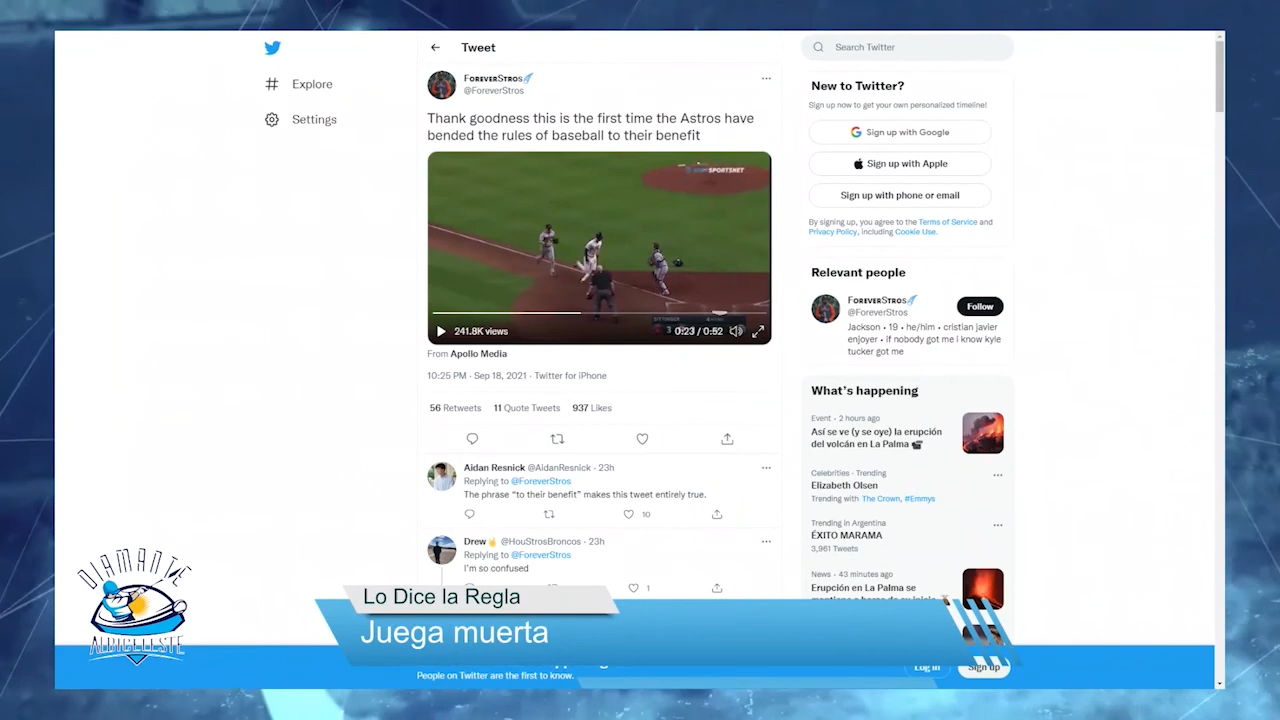 Tweet
Search Twitter
Explore
Settings
FOREVERSTROS
@ForeverStros
Thank goodness this is the first time the Astros have
bended the rules of baseball to their benefit
SPORTSNET
241.8K views
0:23 / 0:52
From Apollo Media
10:25 PM · Sep 18, 2021 · Twitter for iPhone
56 Retweets 11 Quote Tweets 937 Likes
Aidan Resnick @AidanResnick · 23h
Replying to @ForeverStros
The phrase “to their benefit” makes this tweet entirely true.
10
Drew @HouStrosBroncos · 23h
Replying to @ForeverStros
I'm so confused
1
New to Twitter?
Sign up now to get your own personalized timeline!
Sign up with Google
Sign up with Apple
Sign up with phone or email
By signing up, you agree to the Terms of Service and
Privacy Policy, including Cookie Use.
Relevant people
FOREVERSTROS
@ForeverStros
Follow
Jackson · 19 · he/him · cristian javier
enjoyer · if nobody got me i know kyle
tucker got me
What's happening
Event · 2 hours ago
Así se ve (y se oye) la erupción
del volcán en La Palma
Celebrities · Trending
Elizabeth Olsen
Trending with The Crown, #Emmys
Trending in Argentina
ÉXITO MARAMA
3,961 Tweets
News · 43 minutes ago
Erupción en La Palma se
DIAMANTE
ALBICELESTE
Lo Dice la Regla
Juega muerta
People on Twitter are the first to know.
Log in
Sign up